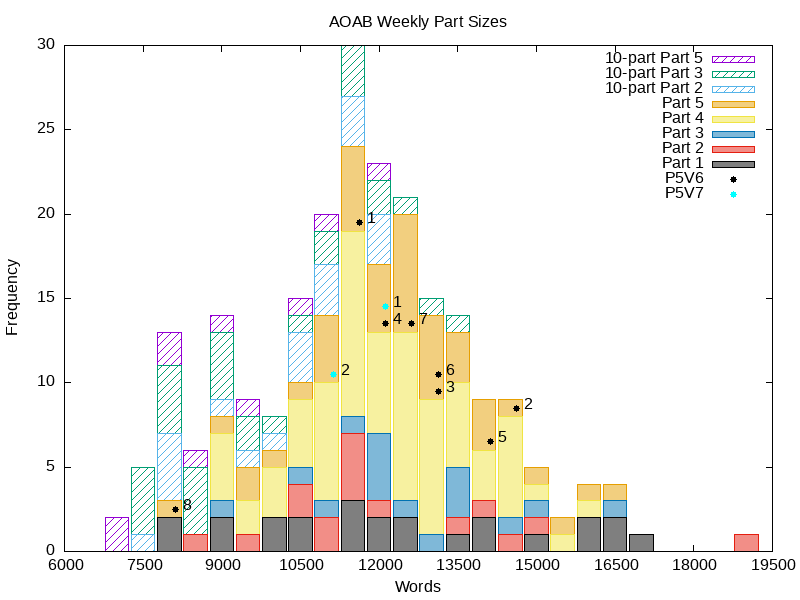 AOAB Weekly Part Sizes
30
25
20
15
10
5
0
Frequency
10-part Part 5
10-part Part 3
10-part Part 2
Part 5
Part 4
Part 3
Part 2
Part 1
P5V6
P5V7
1
1
4
7
2
6
3
2
5
8
6000 7500 9000 10500 12000 13500 15000 16500 18000 19500
Words